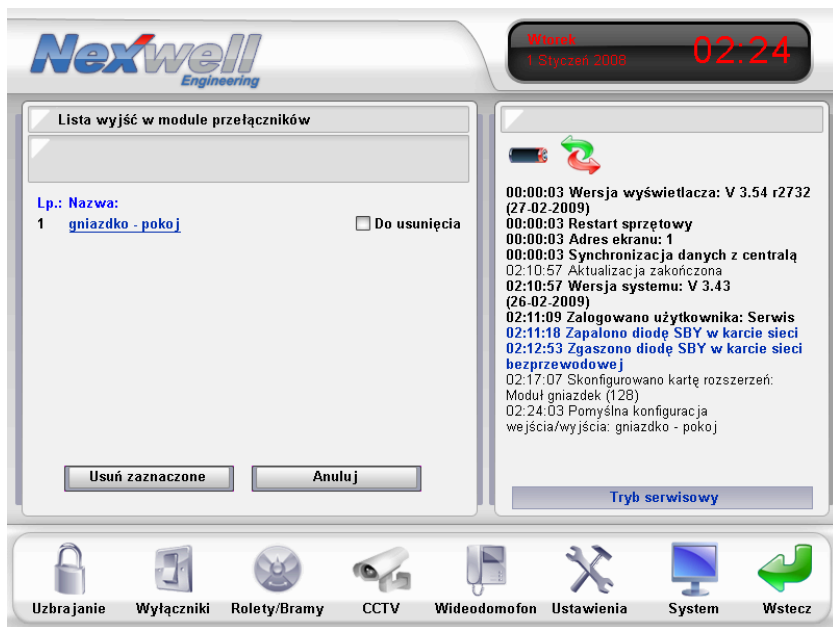 Nexwell
Engineering
Wtorek
1 Styczeń 2008
02:24
Lista wyjść w module przełączników
Lp.: Nazwa:
1 gniazdko - pokoj
Do usunięcia
Usuń zaznaczone
Anuluj
00:00:03 Wersja wyświetlacza: V 3.54 r2732
(27-02-2009)
00:00:03 Restart sprzętowy
00:00:03 Adres ekranu: 1
00:00:03 Synchronizacja danych z centralą
02:10:57 Aktualizacja zakończona
02:10:57 Wersja systemu: V 3.43
(26-02-2009)
02:11:09 Zalogowano użytkownika: Serwis
02:11:18 Zapalono diodę SBY w karcie sieci
02:12:53 Zgaszono diodę SBY w karcie sieci
bezprzewodowej
02:17:07 Skonfigurowano kartę rozszerzeń:
Moduł gniazdek (128)
02:24:03 Pomyślna konfiguracja
wejścia/wyjścia: gniazdko - pokoj
Tryb serwisowy
Uzbrajanie
Wyłączniki
Rolety/Bramy
CCTV
Wideodomofon
Ustawienia
System
Wstecz